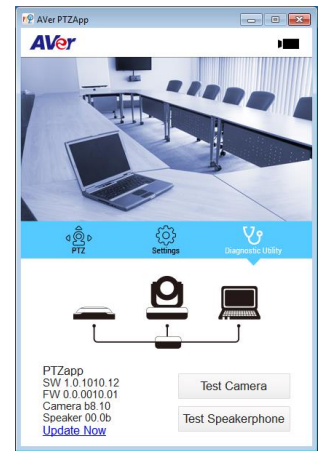 AVer PTZApp
AVer
PTZ
Settings
Diagnostic Utility
PTZapp
SW 1.0.1010.12
FW 0.0.0010.01
Camera b8.10
Speaker 00.0b
Update Now
Test Camera
Test Speakerphone